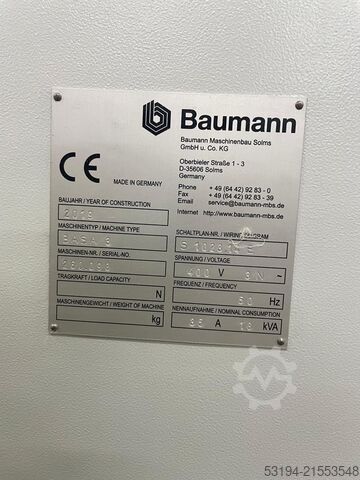 Baumann
Baumann Maschinenbau Solms
GmbH u. Co. KG
Oberbieler Straße 1 - 3
D-35606 Solms
Germany
CE
MADE IN GERMANY
Phone + 49 (64 42) 92 83 - 0
Fax + 49 (64 42) 92 83 - 39
Email service@baumann-mbs.de
Internet http://www.baumann-mbs.de
BAUJAHR / YEAR OF CONSTRUCTION
MASCHINENTYP / MACHINE TYPE
BASA 3
MASCHINEN-NR. / SERIAL-NO.
TRAGKRAFT / LOAD CAPACITY
N
MASCHINENGEWICHT / WEIGHT OF MACHINE
kg
SCHALTPLAN-NR. / WIRING DIAGRAM
SPANNUNG / VOLTAGE
400 V 3N~
FREQUENZ / FREQUENCY
50 Hz
NENNAUFNAHME / NOMINAL CONSUMPTION
35 A kVA
53194-21553548